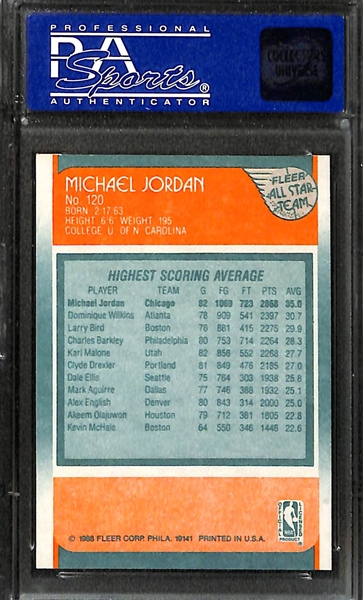 PROFESSIONAL
PSA
Sports®
AUTHENTICATOR
COLLECTORS
UNIVERSE
MICHAEL JORDAN
No. 120
BORN 2·17·63
HEIGHT 6'6 WEIGHT 195
COLLEGE U. OF N. CAROLINA
FLEER
ALL STAR
TEAM
HIGHEST SCORING AVERAGE
PLAYER TEAM G FG FT PTS AVG
Michael Jordan Chicago 82 1069 723 2868 35.0
Dominique Wilkins Atlanta 78 909 541 2397 30.7
Larry Bird Boston 76 881 415 2275 29.9
Charles Barkley Philadelphia 80 753 714 2264 28.3
Karl Malone Utah 82 858 552 2268 27.7
Clyde Drexler Portland 81 849 476 2185 27.0
Dale Ellis Seattle 75 764 303 1938 25.8
Mark Aguirre Dallas 77 746 388 1932 25.1
Alex English Denver 80 843 314 2000 25.0
Akeem Olajuwon Houston 79 712 381 1805 22.8
Kevin McHale Boston 64 550 346 1446 22.6
© 1988 FLEER CORP. PHILA. 19141 PRINTED IN U.S.A.
OFFICIAL LICENSED
NBA
PRODUCT